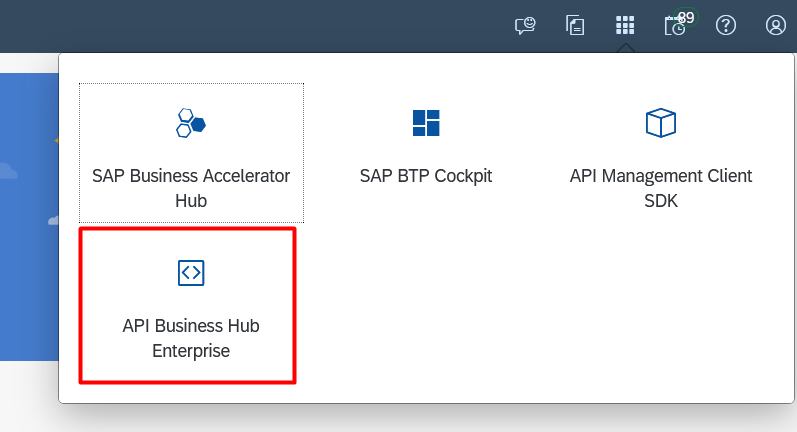 89
SAP Business Accelerator
Hub
SAP BTP Cockpit
API Management Client
SDK
API Business Hub
Enterprise